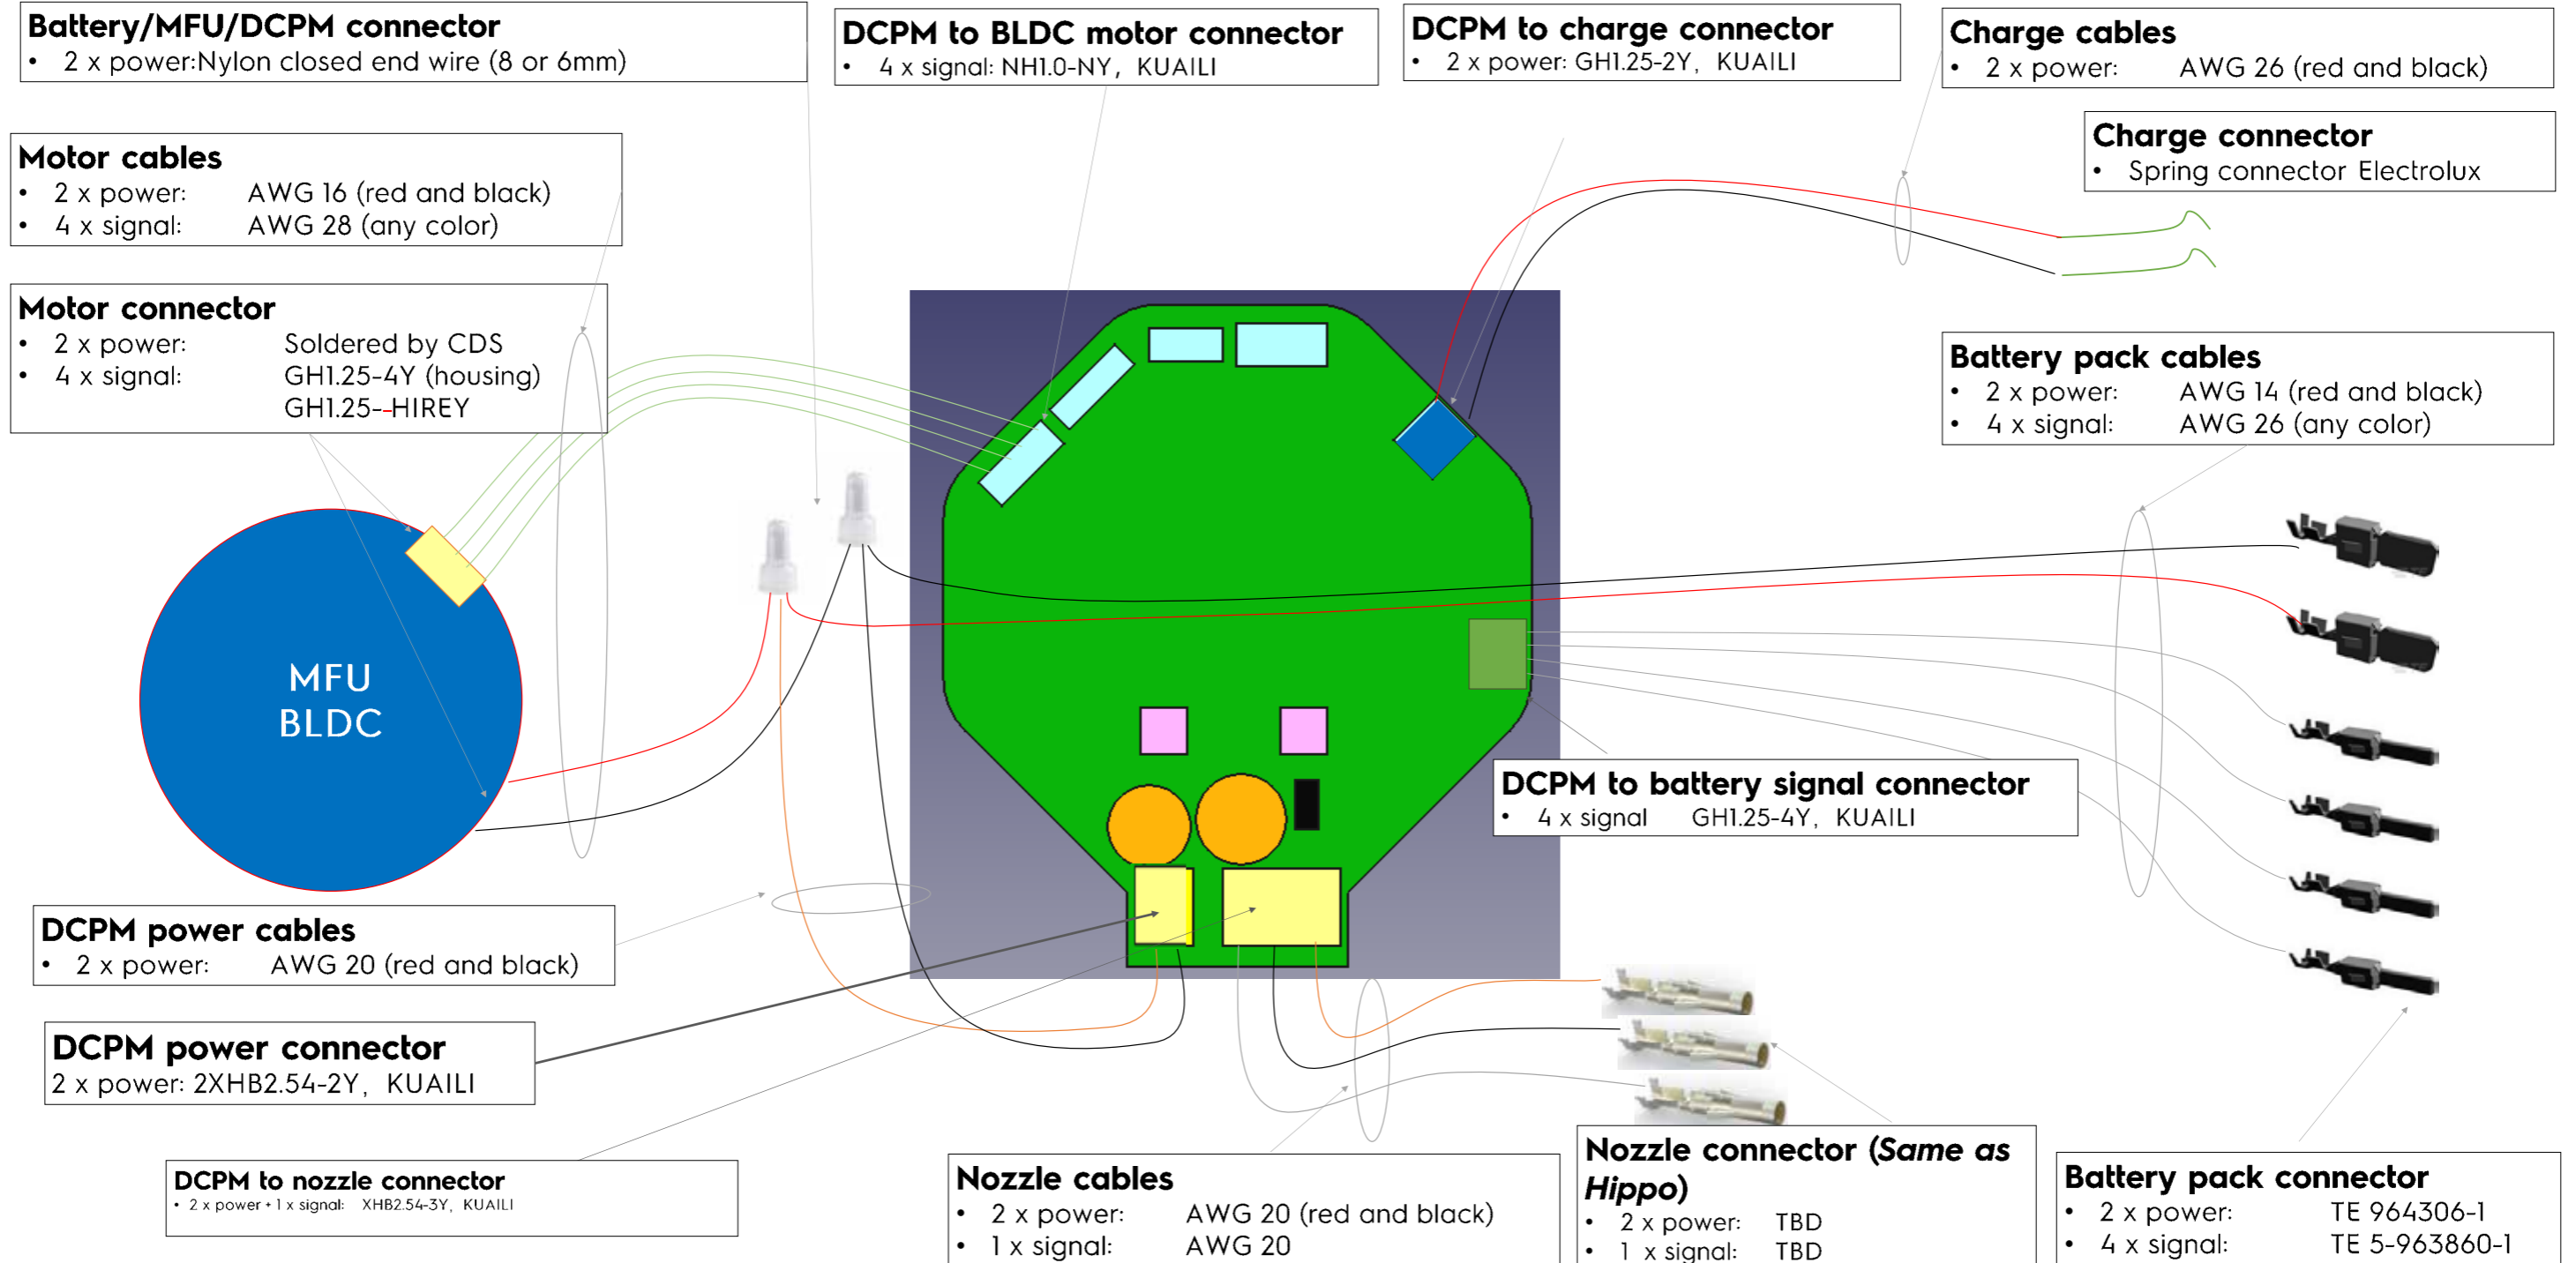 Battery/MFU/DCPM connector
• 2 x power:Nylon closed end wire (8 or 6mm)
DCPM to BLDC motor connector
• 4 x signal: NH1.0-NY, KUAILI
DCPM to charge connector
• 2 x power: GH1.25-2Y, KUAILI
Charge cables
• 2 x power: AWG 26 (red and black)
Charge connector
• Spring connector Electrolux
Motor cables
• 2 x power: AWG 16 (red and black)
• 4 x signal: AWG 28 (any color)
Motor connector
• 2 x power: Soldered by CDS
• 4 x signal: GH1.25-4Y (housing)
GH1.25--HIREY
Battery pack cables
• 2 x power: AWG 14 (red and black)
• 4 x signal: AWG 26 (any color)
MFU
BLDC
DCPM to battery signal connector
• 4 x signal GH1.25-4Y, KUAILI
DCPM power cables
• 2 x power: AWG 20 (red and black)
DCPM power connector
2 x power: 2XHB2.54-2Y, KUAILI
DCPM to nozzle connector
• 2 x power + 1 x signal: XHB2.54-3Y, KUAILI
Nozzle cables
• 2 x power: AWG 20 (red and black)
• 1 x signal: AWG 20
Nozzle connector (Same as
Hippo)
• 2 x power: TBD
• 1 x signal: TBD
Battery pack connector
• 2 x power: TE 964306-1
• 4 x signal: TE 5-963860-1